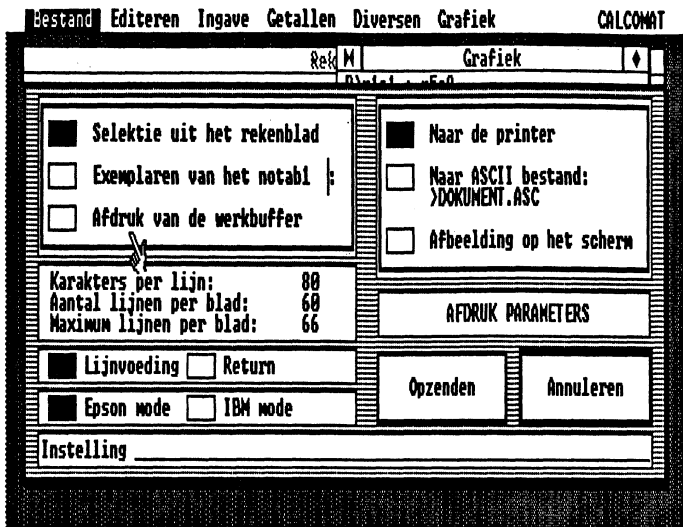 Bestand Editeren Ingave Getallen Diversen Grafiek CALCOMAT
Grafiek
Selektie uit het rekenblad
Exemplaren van het notabl :
Afdruk van de werkbuffer
Naar de printer
Naar ASCII bestand:
>DOKUMENT.ASC
Afbeelding op het scherm
Karakters per lijn: 80
Aantal lijnen per blad: 60
Maximum lijnen per blad: 66
AFDRUK PARAMETERS
Lijnvoeding Return
Epson mode IBM mode
Opzenden Annuleren
Instelling